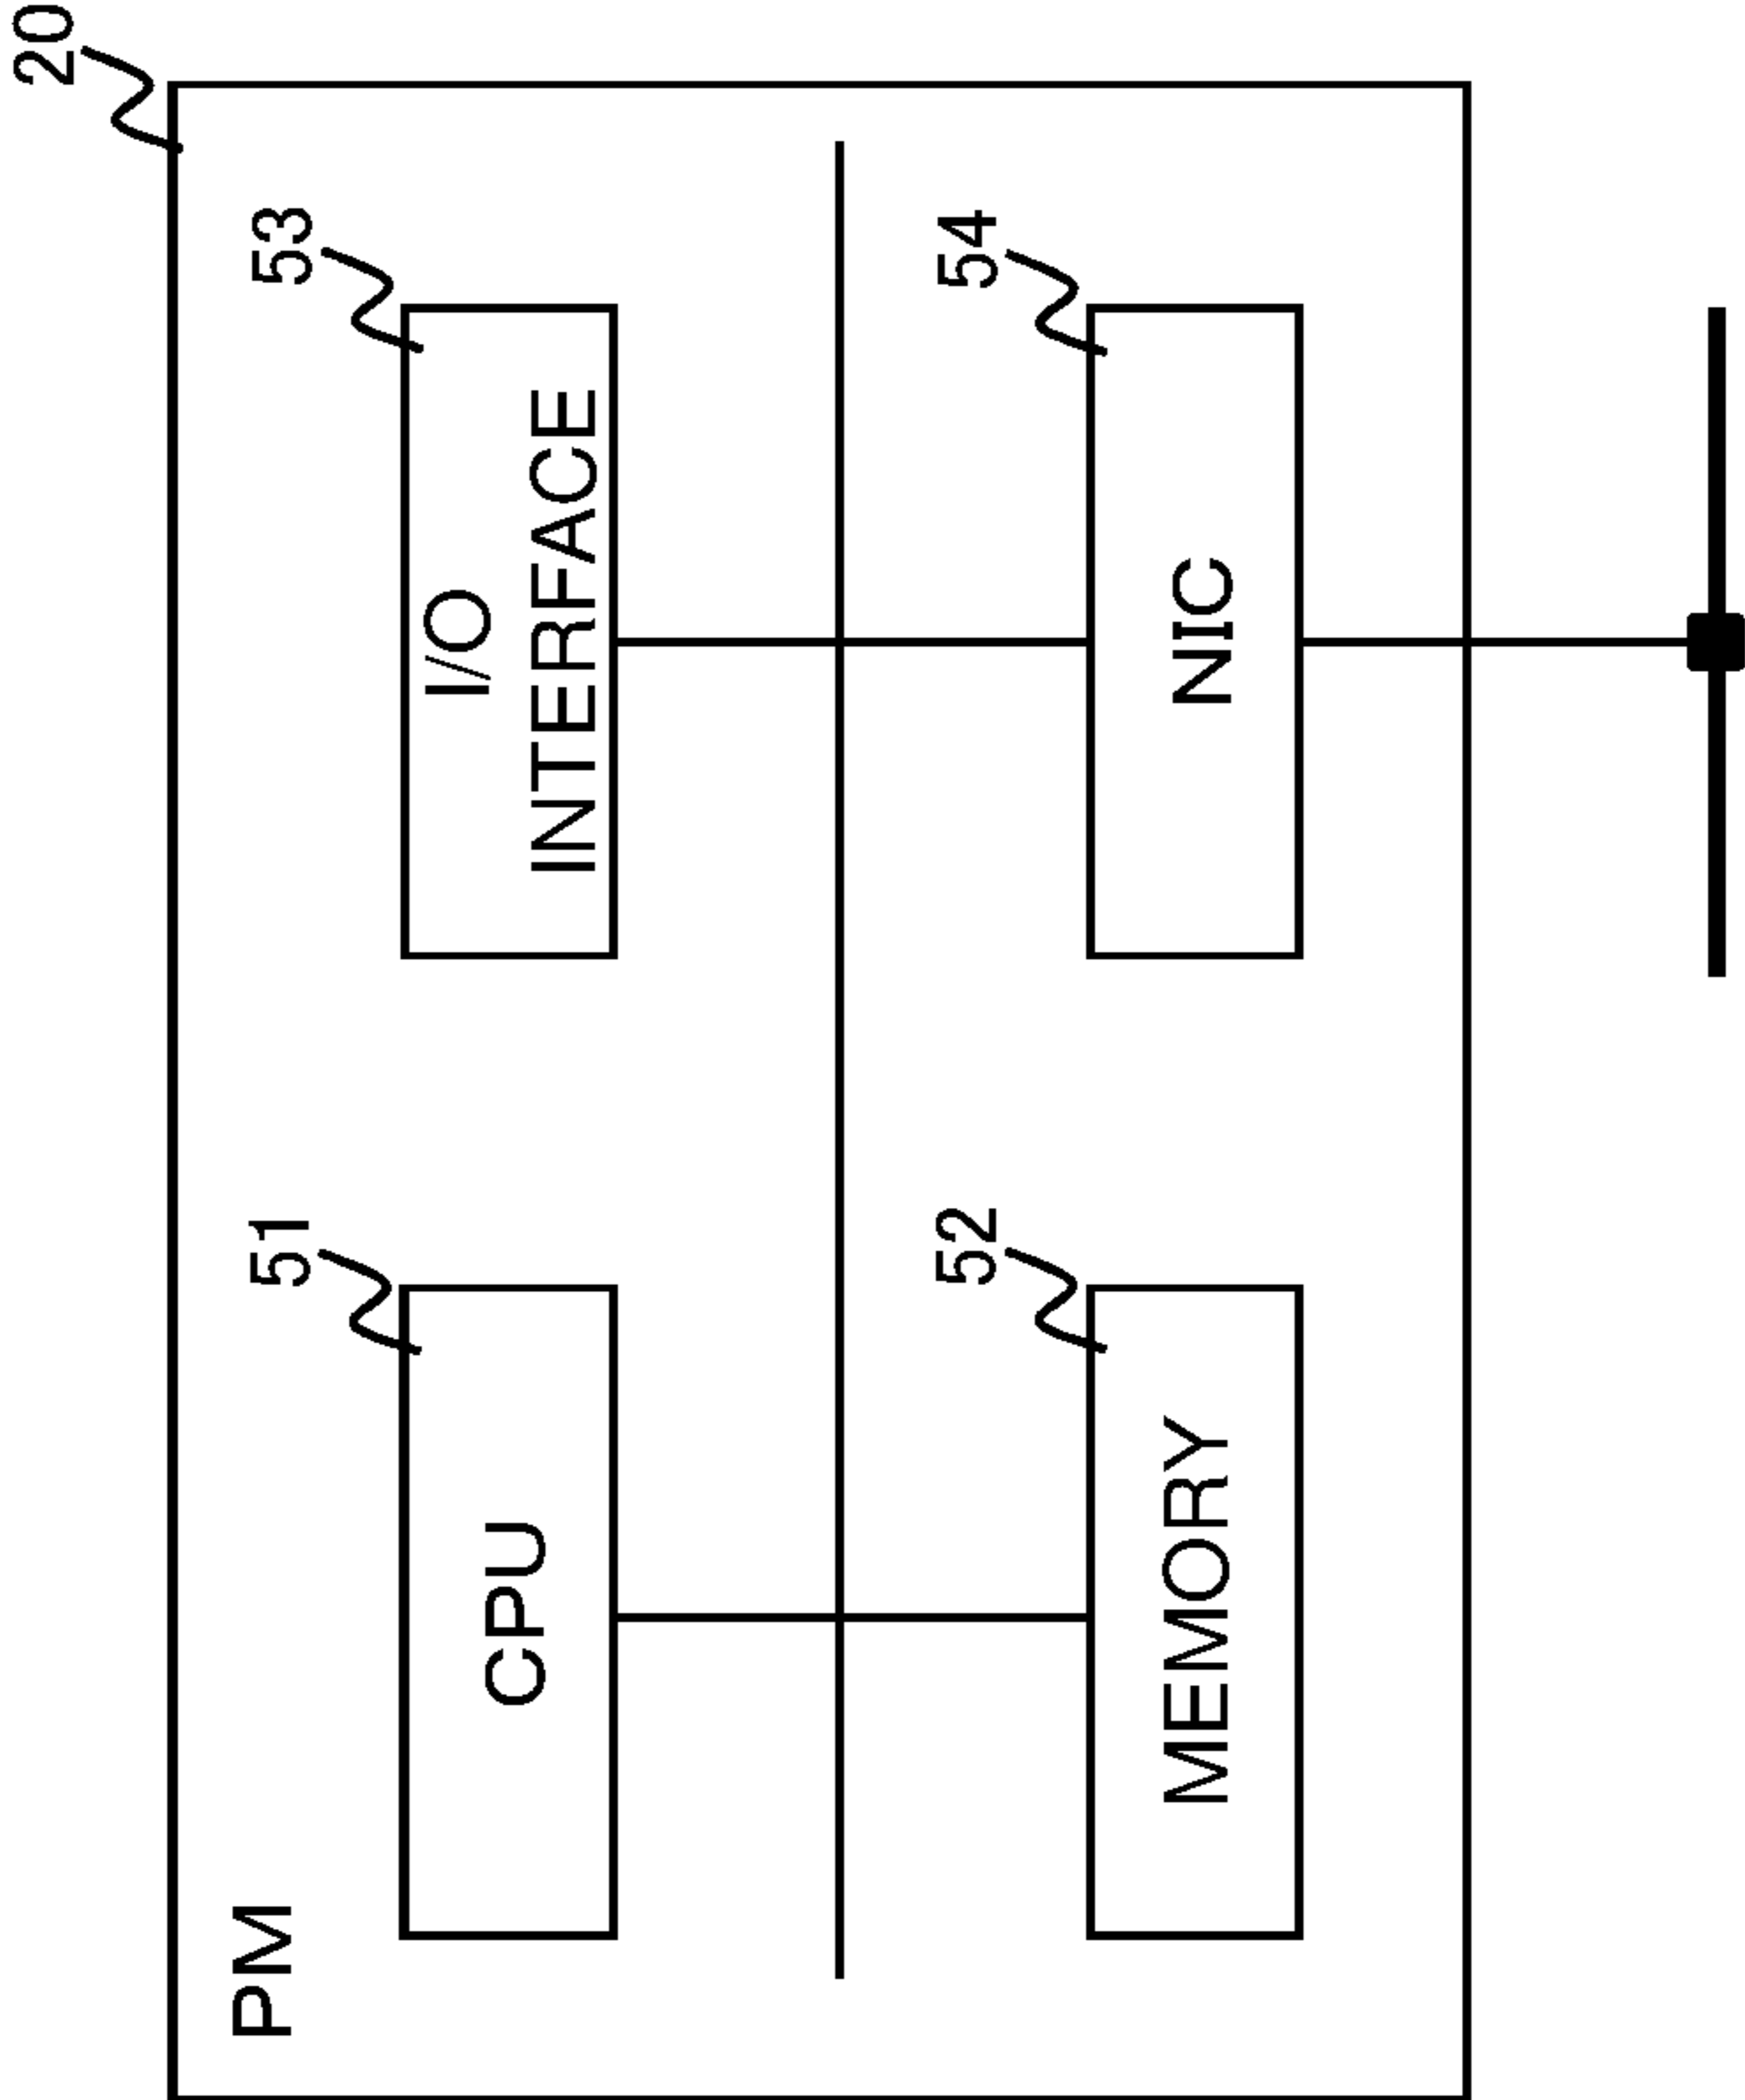 20
PM
51
CPU
53
I/O
INTERFACE
52
MEMORY
54
NIC